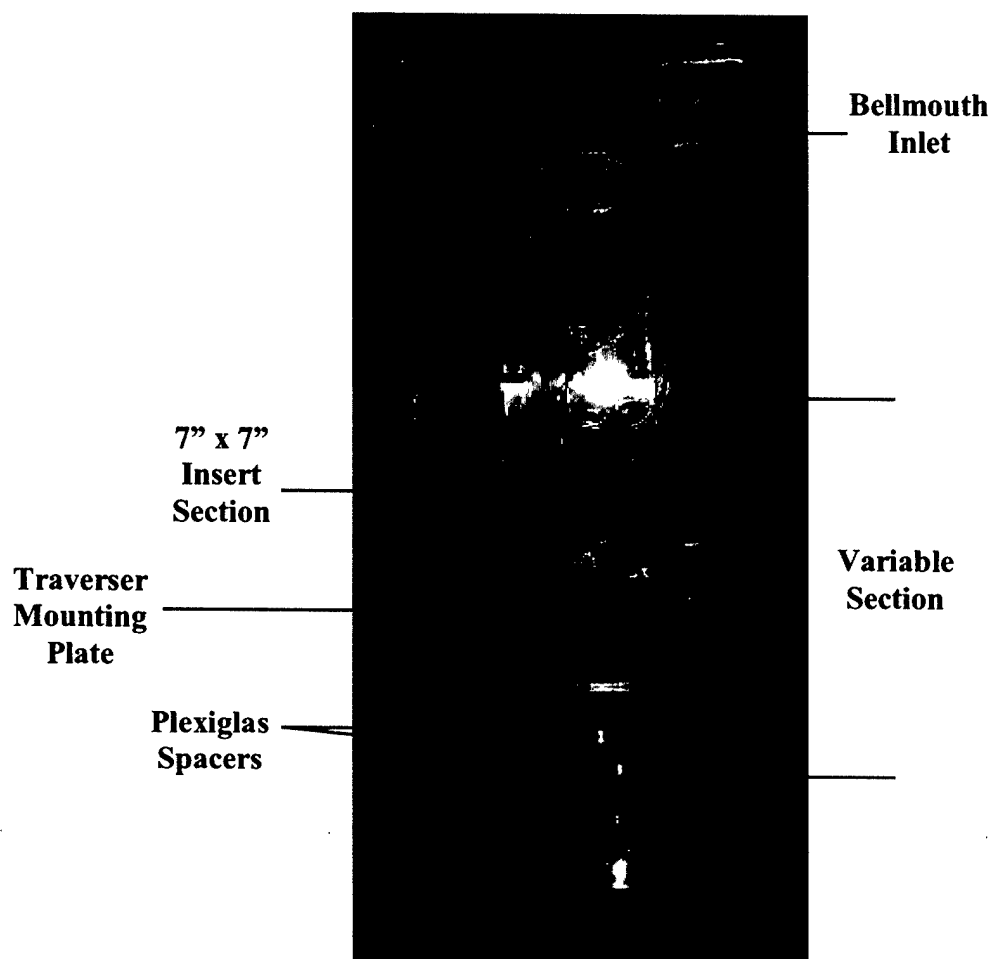 Bellmouth
Inlet
7” x 7”
Insert
Section
Traverser
Mounting
Plate
Variable
Section
Plexiglas
Spacers